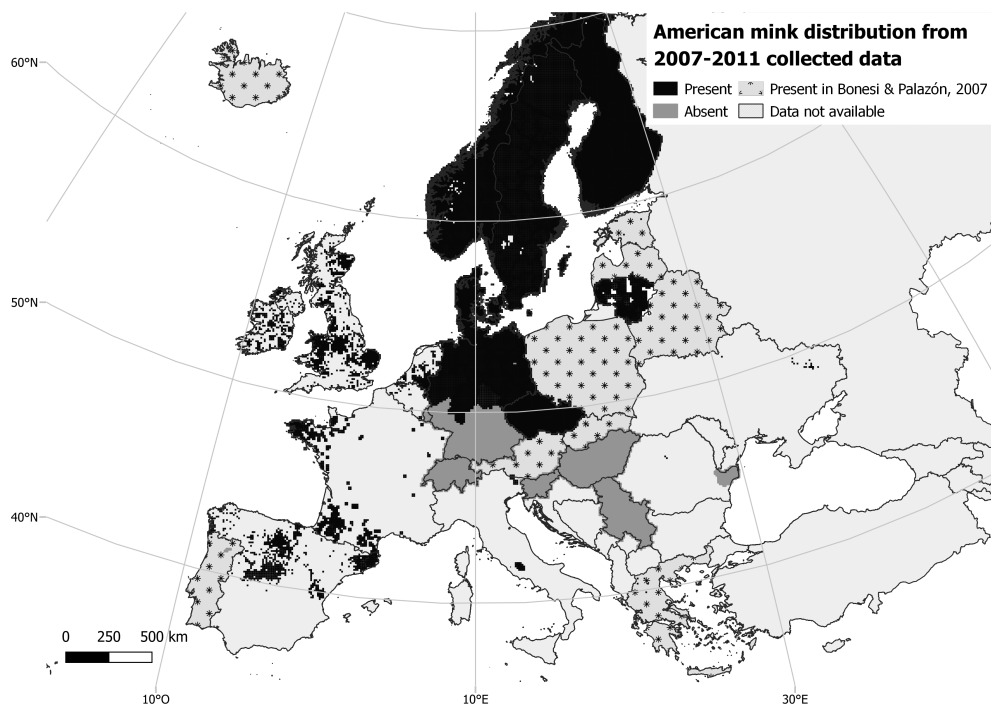 American mink distribution from
2007-2011 collected data
Present Present in Bonesi & Palazón, 2007
Absent Data not available
60°N
50°N
40°N
0 250 500 km
10°O 10°E 30°E